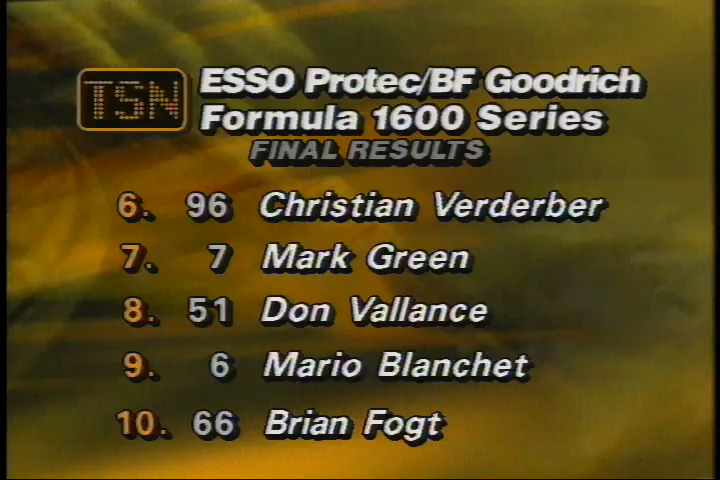 TSN
ESSO Protec/BF Goodrich
Formula 1600 Series
FINAL RESULTS
6. 96 Christian Verderber
7. 7 Mark Green
8. 51 Don Vallance
9. 6 Mario Blanchet
10. 66 Brian Fogt